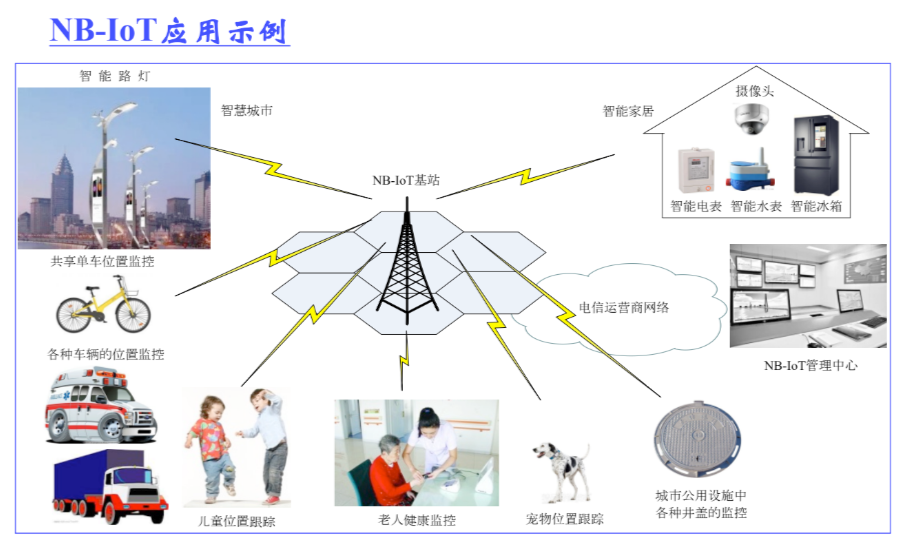 NB-IoT应用示例
智能路灯
智慧城市
智能家居
摄像头
NB-IoT基站
智能电表
智能水表
智能冰箱
共享单车位置监控
电信运营商网络
各种车辆的位置监控
NB-IoT管理中心
儿童位置跟踪
老人健康监控
宠物位置跟踪
城市公用设施中
各种井盖的监控